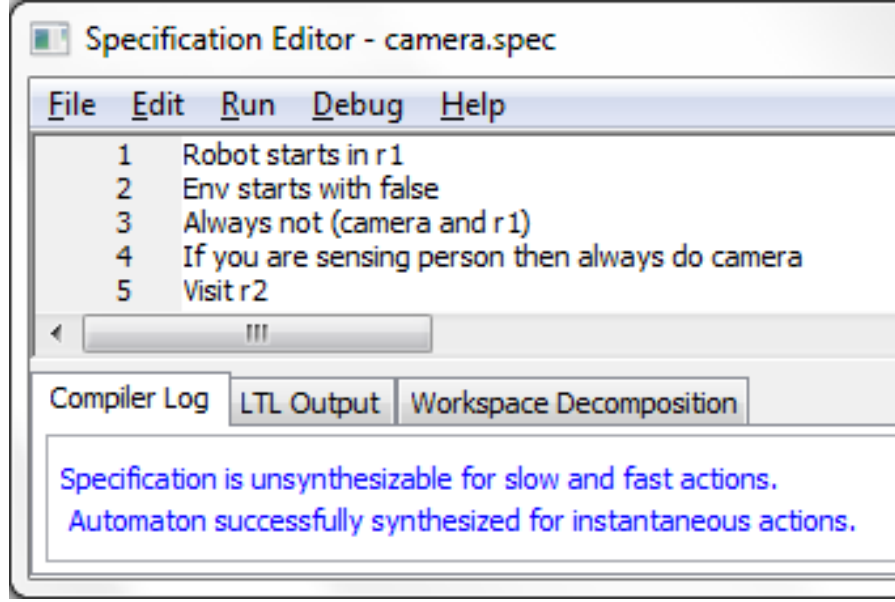 Specification Editor - camera.spec
File Edit Run Debug Help
1 Robot starts in r1
2 Env starts with false
3 Always not (camera and r1)
4 If you are sensing person then always do camera
5 Visit r2
Compiler Log LTL Output Workspace Decomposition
Specification is unsynthesizable for slow and fast actions.
Automaton successfully synthesized for instantaneous actions.